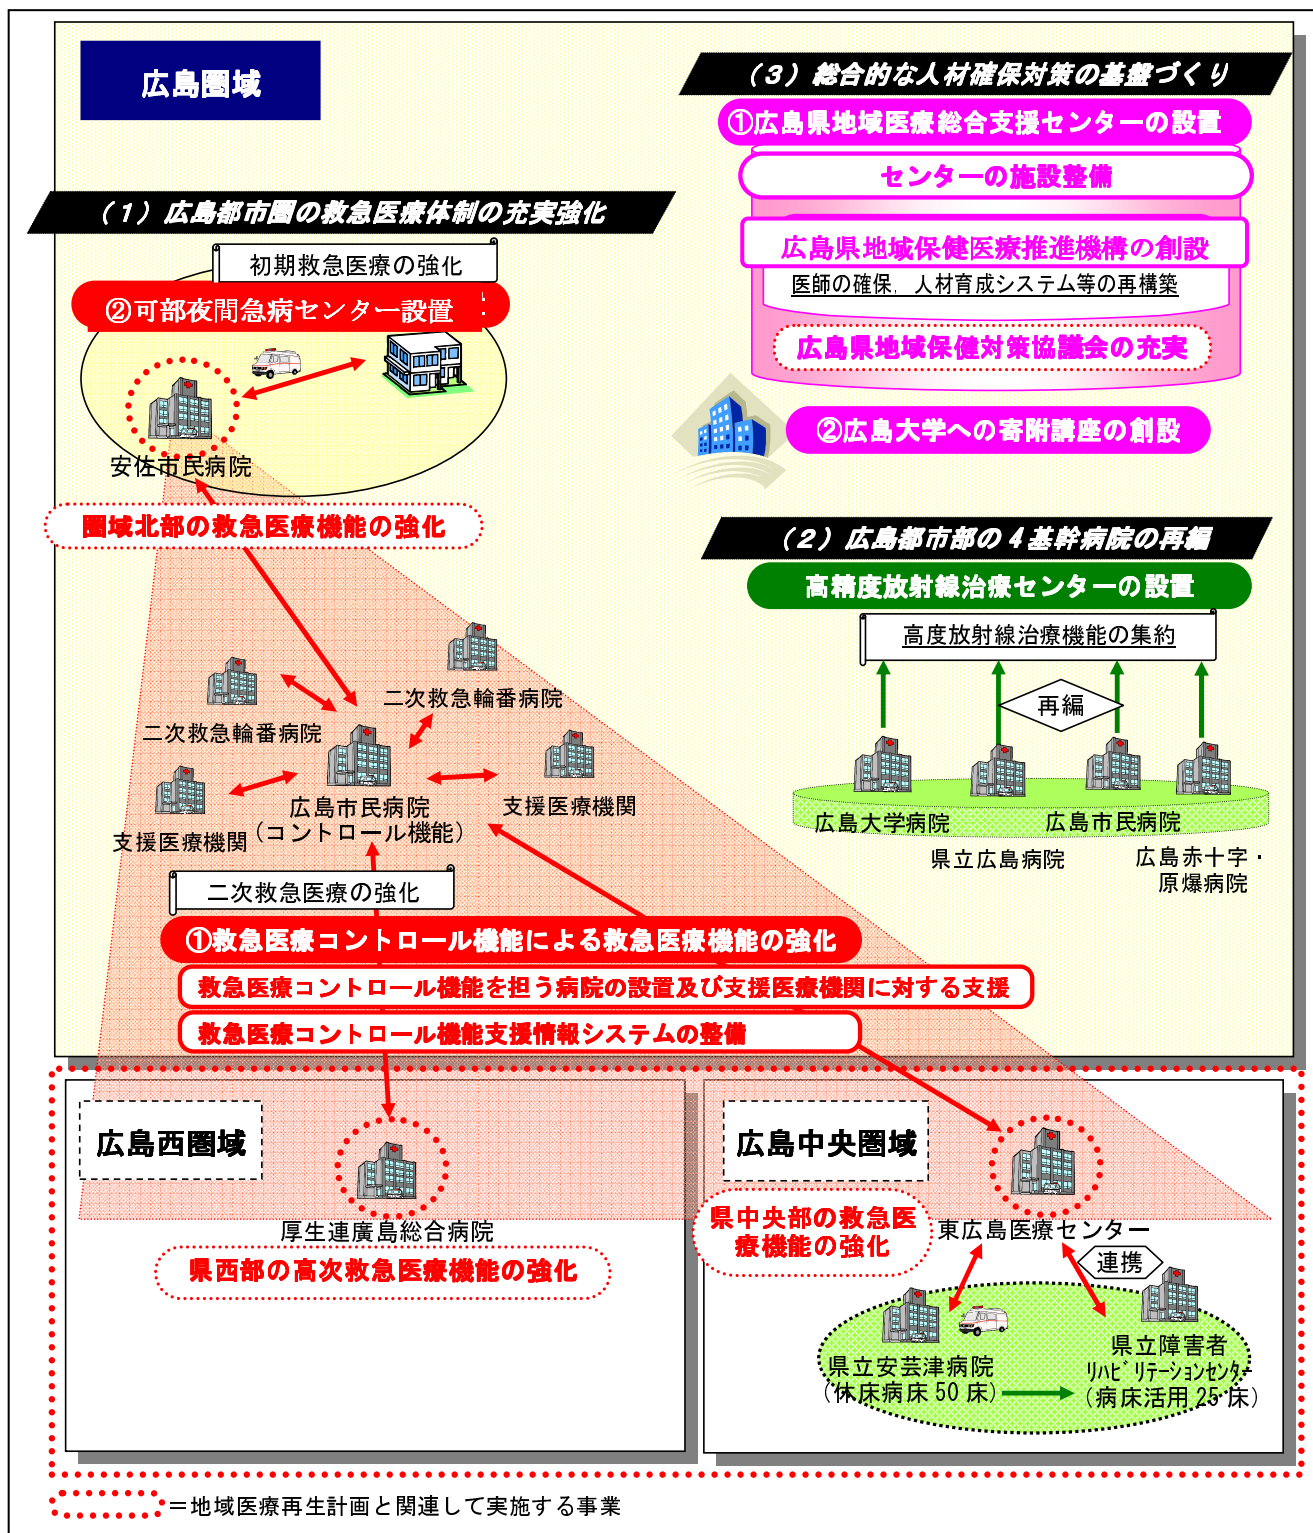 広島圏域
（１）広島都市圏の救急医療体制の充実強化
初期救急医療の強化
②可部夜間急病センター設置
安佐市民病院
圏域北部の救急医療機能の強化
二次救急輪番病院
二次救急輪番病院
広島市民病院
（コントロール機能）
支援医療機関
支援医療機関
二次救急医療の強化
①救急医療コントロール機能による救急医療機能の強化
救急医療コントロール機能を担う病院の設置及び支援医療機関に対する支援
救急医療コントロール機能支援情報システムの整備
（３）総合的な人材確保対策の基盤づくり
①広島県地域医療総合支援センターの設置
センターの施設整備
広島県地域保健医療推進機構の創設
医師の確保，人材育成システム等の再構築
広島県地域保健対策協議会の充実
②広島大学への寄附講座の創設
（２）広島都市部の４基幹病院の再編
高精度放射線治療センターの設置
高度放射線治療機能の集約
再編
広島大学病院
県立広島病院
広島市民病院
広島赤十字・
原爆病院
広島西圏域
厚生連廣島総合病院
県西部の高次救急医療機能の強化
広島中央圏域
県中央部の救急医
療機能の強化
東広島医療センター
連携
県立安芸津病院
（休床病床 50 床）
県立障害者
ﾘﾊﾋﾞﾘﾃｰｼｮﾝｾﾝﾀｰ
（病床活用 25 床）
＝地域医療再生計画と関連して実施する事業